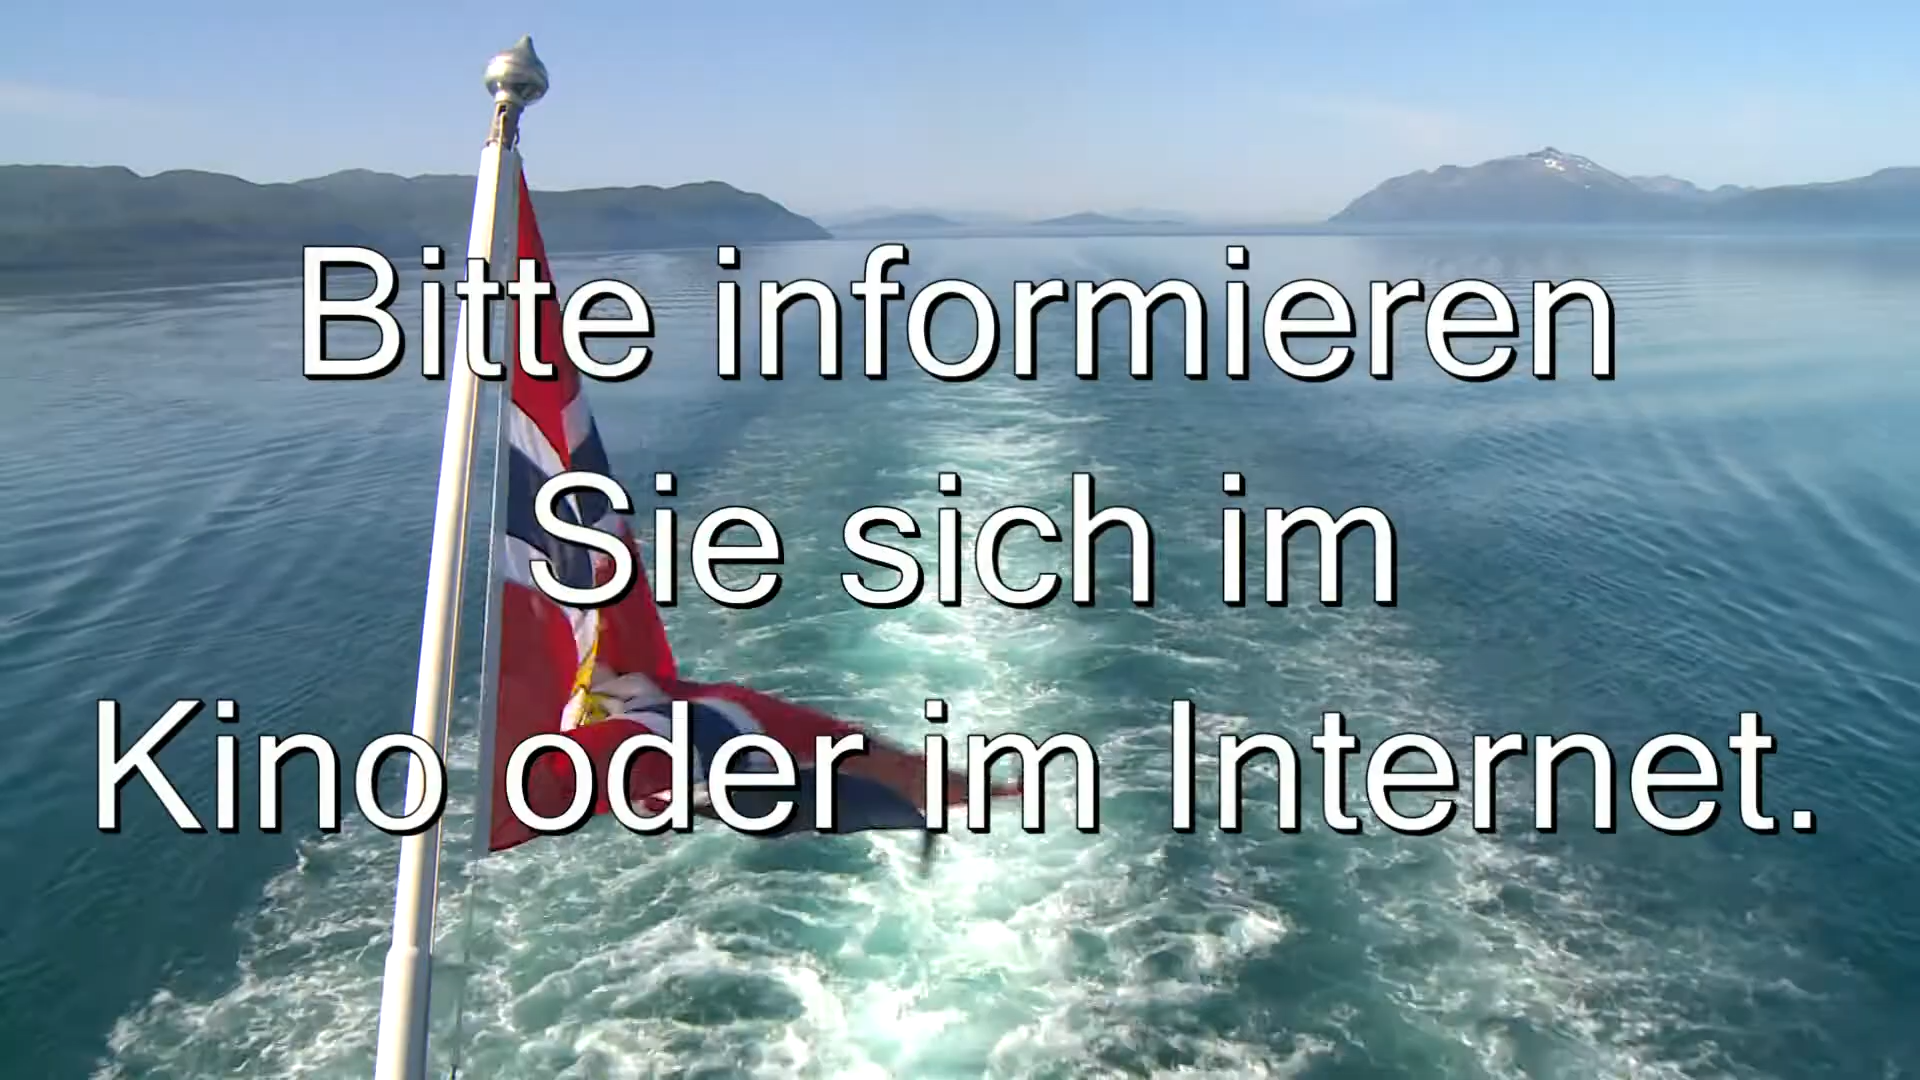 Bitte informieren
Sie sich im
Kino oder im Internet.